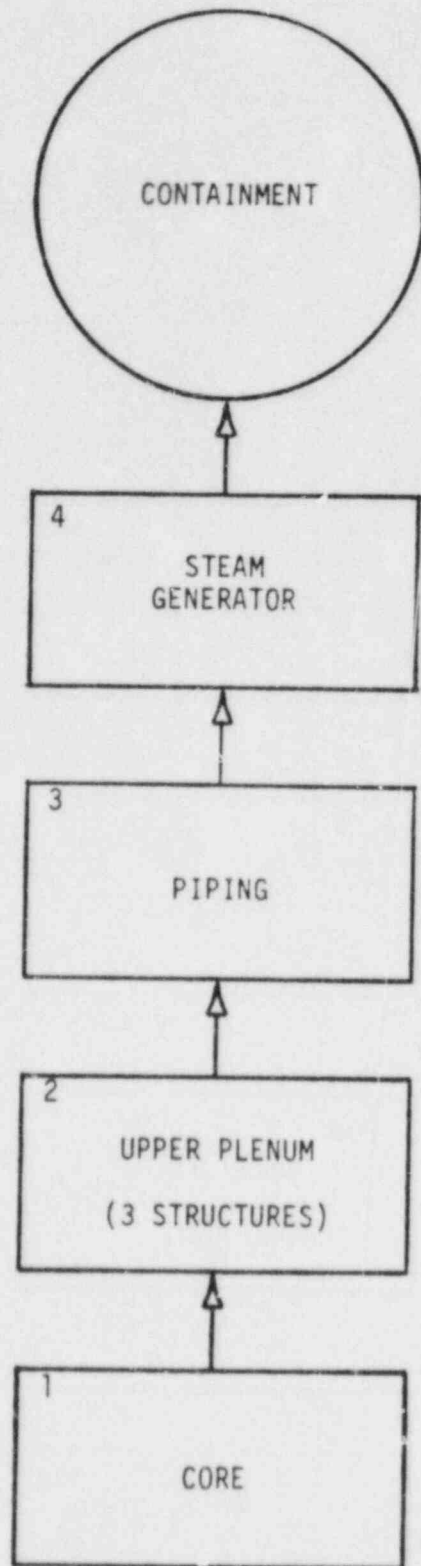 CONTAINMENT
4
STEAM
GENERATOR
3
PIPING
2
UPPER PLENUM
(3 STRUCTURES)
1
CORE